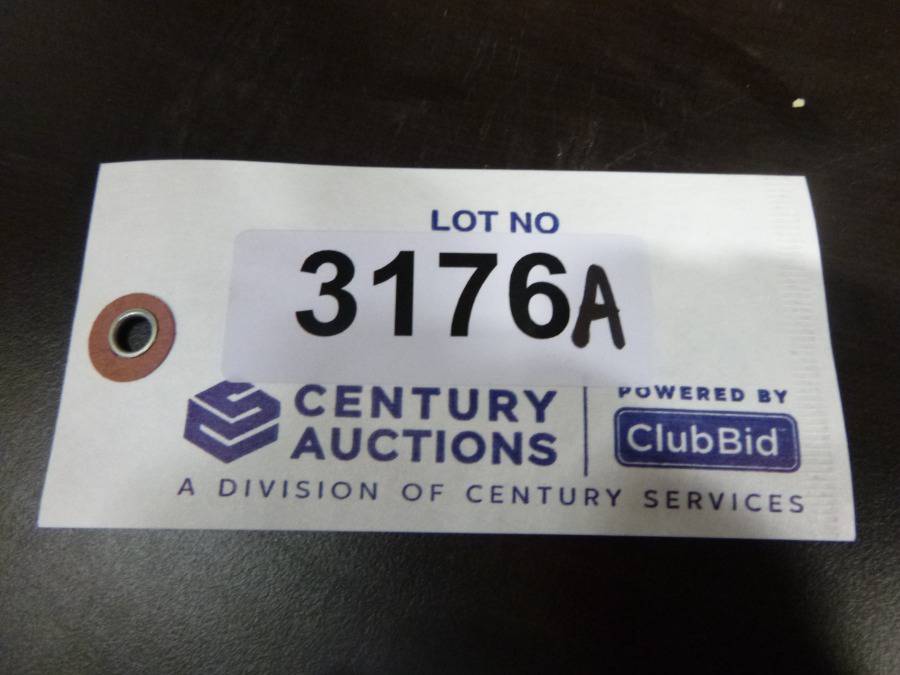 LOT NO
3176A
CENTURY
AUCTIONS
POWERED BY
ClubBid
A DIVISION OF CENTURY SERVICES